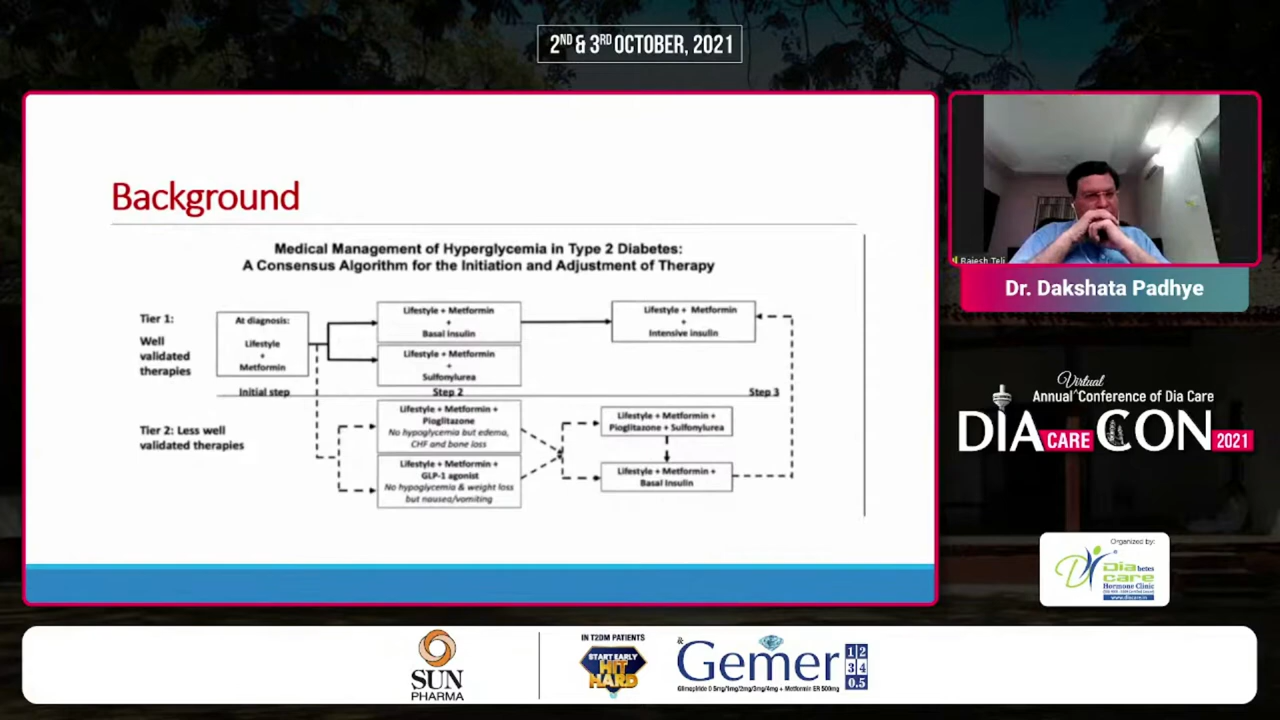 2ND & 3RD OCTOBER, 2021
Background
Medical Management of Hyperglycemia in Type 2 Diabetes:
A Consensus Algorithm for the Initiation and Adjustment of Therapy
Tier 1:
Well
validated
therapies
At diagnosis:
Lifestyle
+
Metformin
Lifestyle + Metformin
+
Basal insulin
Lifestyle + Metformin
+
Sulfonylurea
Lifestyle + Metformin
+
Intensive insulin
Initial step
Step 2
Step 3
Tier 2: Less well
validated therapies
Lifestyle + Metformin +
Pioglitazone
No hypoglycemia but edema,
CHF and bone loss
Lifestyle + Metformin +
GLP-1 agonist
No hypoglycemia & weight loss
but nausea/vomiting
Lifestyle + Metformin +
Pioglitazone + Sulfonylurea
Lifestyle + Metformin +
Basal Insulin
Rajesh Teli
Dr. Dakshata Padhye
Virtual
Annual Conference of Dia Care
DIA CARE CON 2021
Organized by:
Diabetes
care
Hormone Clinic
www.diacare.in
SUN
PHARMA
IN T2DM PATIENTS
START EARLY
HIT
HARD
&
Gemer
1 2
3 4
0.5
Glimepiride 0.5mg/1mg/2mg/3mg/4mg + Metformin ER 500mg